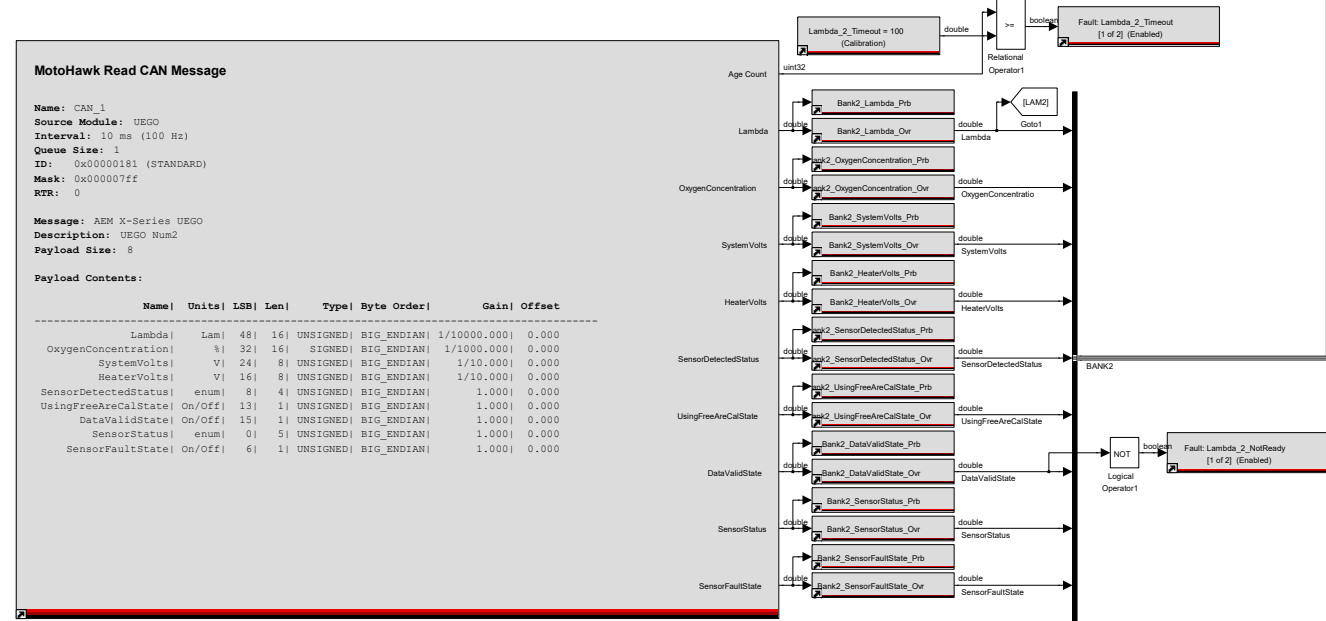 MotoHawk Read CAN Message
Name: CAN_1
Source Module: UEGO
Interval: 10 ms (100 Hz)
Queue Size: 1
ID: 0x00000181 (STANDARD)
Mask: 0x000007ff
RTR: 0
Message: AEM X-Series UEGO
Description: UEGO Num2
Payload Size: 8
Payload Contents:
Name| Units| LSB| Len| Type| Byte Order| Gain| Offset
--------------------------------------------------------------------------------
Lambda| Lam| 48| 16| UNSIGNED| BIG_ENDIAN| 1/10000.000| 0.000
OxygenConcentration| %| 32| 16| SIGNED| BIG_ENDIAN| 1/1000.000| 0.000
SystemVolts| V| 24| 8| UNSIGNED| BIG_ENDIAN| 1/10.000| 0.000
HeaterVolts| V| 16| 8| UNSIGNED| BIG_ENDIAN| 1/10.000| 0.000
SensorDetectedStatus| enum| 8| 4| UNSIGNED| BIG_ENDIAN| 1.000| 0.000
UsingFreeAreCalState| On/Off| 13| 1| UNSIGNED| BIG_ENDIAN| 1.000| 0.000
DataValidState| On/Off| 15| 1| UNSIGNED| BIG_ENDIAN| 1.000| 0.000
SensorStatus| enum| 0| 5| UNSIGNED| BIG_ENDIAN| 1.000| 0.000
SensorFaultState| On/Off| 6| 1| UNSIGNED| BIG_ENDIAN| 1.000| 0.000
Lambda_2_Timeout = 100
(Calibration)
double
>=
Relational
Operator1
boolean
Fault: Lambda_2_Timeout
[1 of 2] (Enabled)
Age Count
uint32
Bank2_Lambda_Prb
[LAM2]
Goto1
Lambda
double
Bank2_Lambda_Ovr
double
Lambda
ank2_OxygenConcentration_Prb
OxygenConcentration
double
ank2_OxygenConcentration_Ovr
double
OxygenConcentratio
Bank2_SystemVolts_Prb
SystemVolts
double
Bank2_SystemVolts_Ovr
double
SystemVolts
Bank2_HeaterVolts_Prb
HeaterVolts
double
Bank2_HeaterVolts_Ovr
double
HeaterVolts
ank2_SensorDetectedStatus_Prb
SensorDetectedStatus
double
ank2_SensorDetectedStatus_Ovr
double
SensorDetectedStatus
BANK2
ank2_UsingFreeAreCalState_Prb
UsingFreeAreCalState
double
ank2_UsingFreeAreCalState_Ovr
double
UsingFreeAreCalState
Bank2_DataValidState_Prb
DataValidState
double
Bank2_DataValidState_Ovr
double
DataValidState
NOT
Logical
Operator1
boolean
Fault: Lambda_2_NotReady
[1 of 2] (Enabled)
Bank2_SensorStatus_Prb
SensorStatus
double
Bank2_SensorStatus_Ovr
double
SensorStatus
Bank2_SensorFaultState_Prb
SensorFaultState
double
Bank2_SensorFaultState_Ovr
double
SensorFaultState